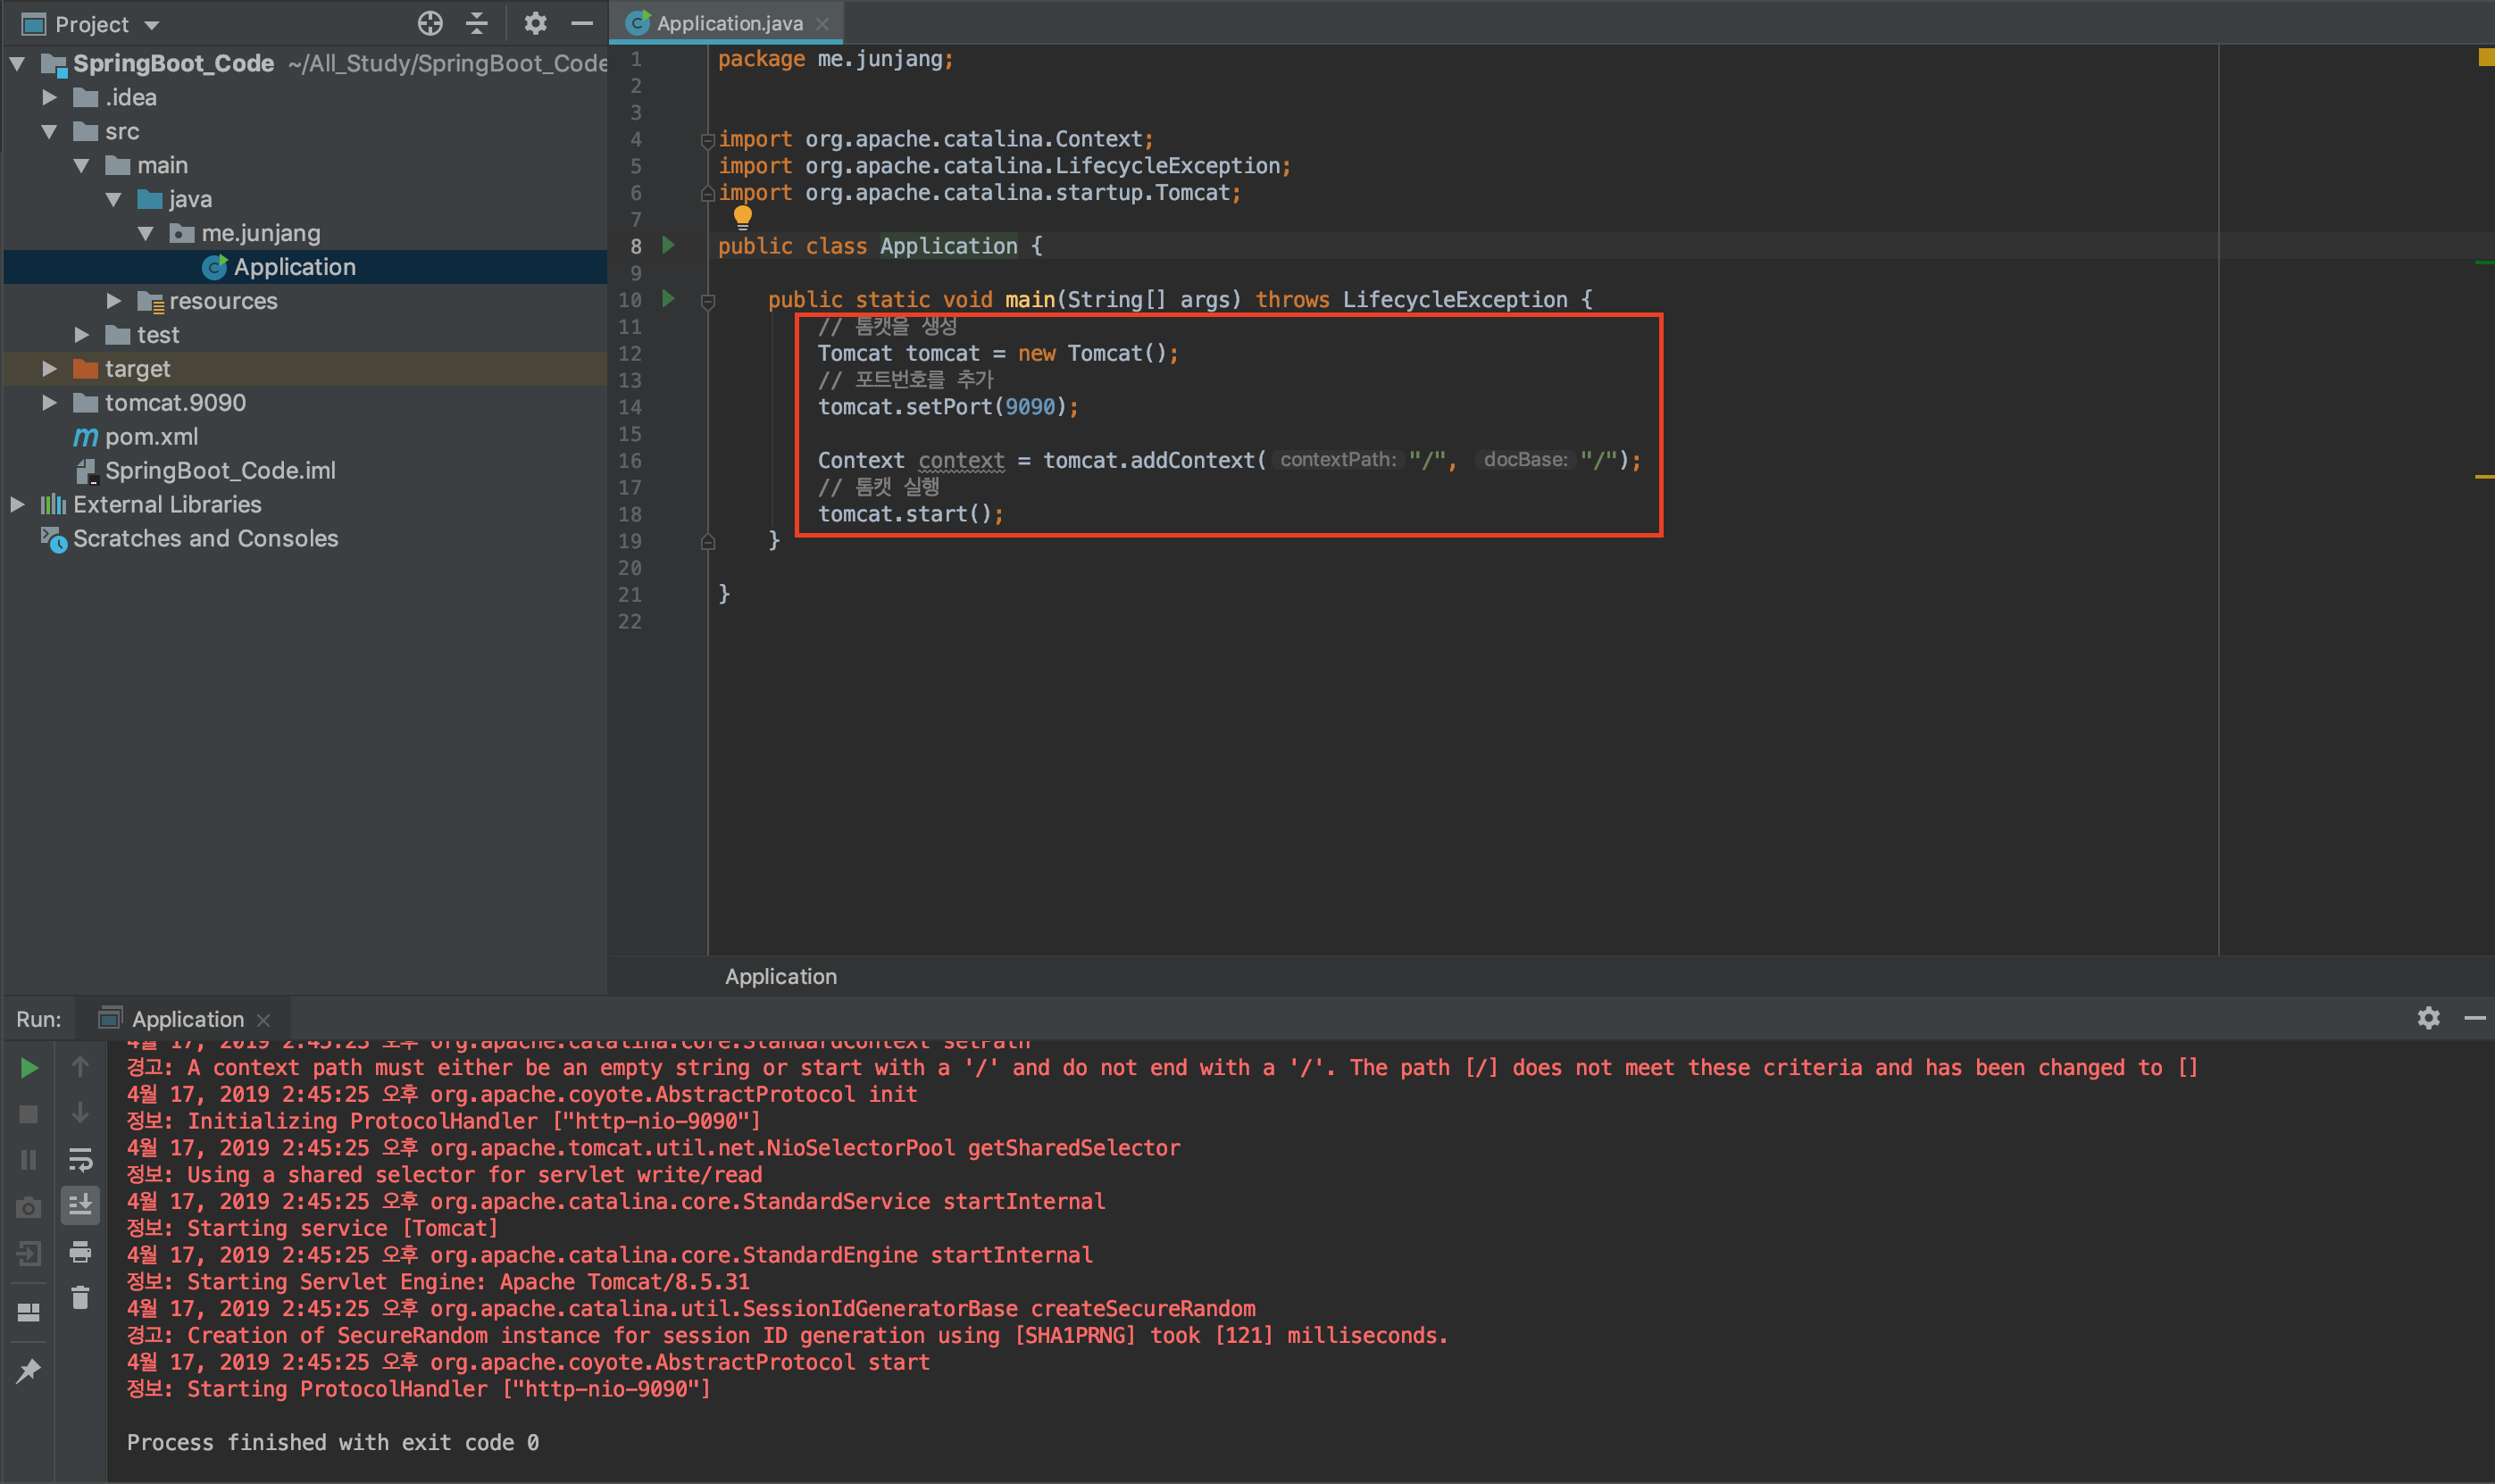 Project
SpringBoot_Code ~/All_Study/SpringBoot_Code
.idea
src
main
java
me.junjang
Application
resources
test
target
tomcat.9090
pom.xml
SpringBoot_Code.iml
External Libraries
Scratches and Consoles
Application.java
1 package me.junjang;
2
3
4 import org.apache.catalina.Context;
5 import org.apache.catalina.LifecycleException;
6 import org.apache.catalina.startup.Tomcat;
7
8 public class Application {
9
10 public static void main(String[] args) throws LifecycleException {
11 // 톰캣을 생성
12 Tomcat tomcat = new Tomcat();
13 // 포트번호를 추가
14 tomcat.setPort(9090);
15
16 Context context = tomcat.addContext( contextPath: "/", docBase: "/");
17 // 톰캣 실행
18 tomcat.start();
19 }
20
21 }
22
Application
Run: Application
4월 17, 2019 2:45:25 오후 org.apache.catalina.core.StandardContext setPath
경고: A context path must either be an empty string or start with a '/' and do not end with a '/'. The path [/] does not meet these criteria and has been changed to []
4월 17, 2019 2:45:25 오후 org.apache.coyote.AbstractProtocol init
정보: Initializing ProtocolHandler ["http-nio-9090"]
4월 17, 2019 2:45:25 오후 org.apache.tomcat.util.net.NioSelectorPool getSharedSelector
정보: Using a shared selector for servlet write/read
4월 17, 2019 2:45:25 오후 org.apache.catalina.core.StandardService startInternal
정보: Starting service [Tomcat]
4월 17, 2019 2:45:25 오후 org.apache.catalina.core.StandardEngine startInternal
정보: Starting Servlet Engine: Apache Tomcat/8.5.31
4월 17, 2019 2:45:25 오후 org.apache.catalina.util.SessionIdGeneratorBase createSecureRandom
경고: Creation of SecureRandom instance for session ID generation using [SHA1PRNG] took [121] milliseconds.
4월 17, 2019 2:45:25 오후 org.apache.coyote.AbstractProtocol start
정보: Starting ProtocolHandler ["http-nio-9090"]
Process finished with exit code 0